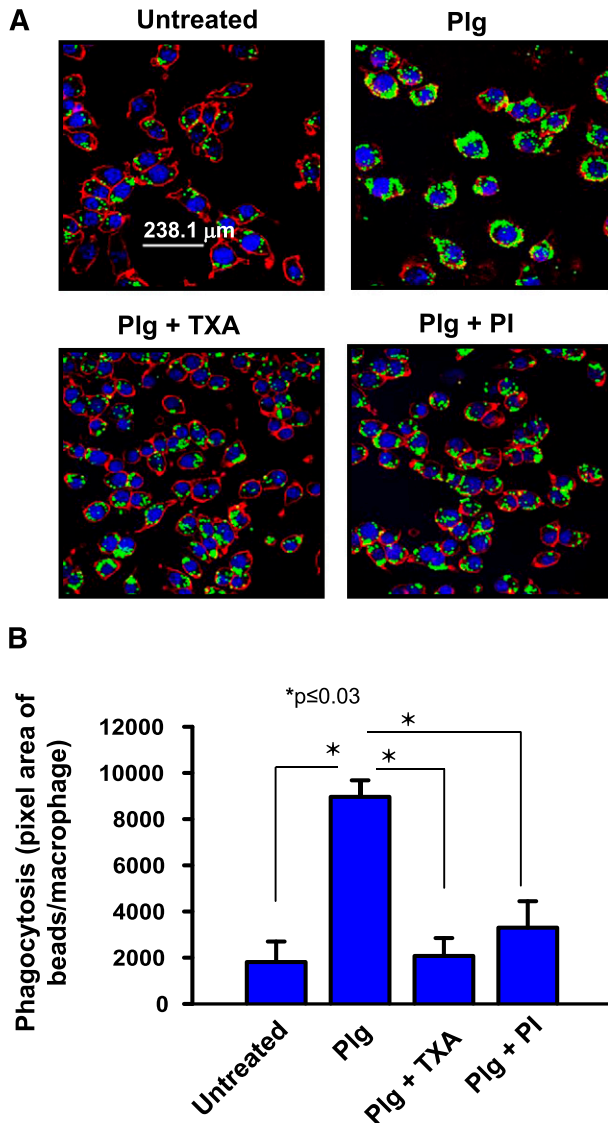 A
Untreated
Plg
238.1 μm
Plg + TXA
Plg + PI
B
*p≤0.03
Phagocytosis (pixel area of
beads/macrophage)
12000
10000
8000
6000
4000
2000
0
*
*
*
Untreated
Plg
Plg + TXA
Plg + PI